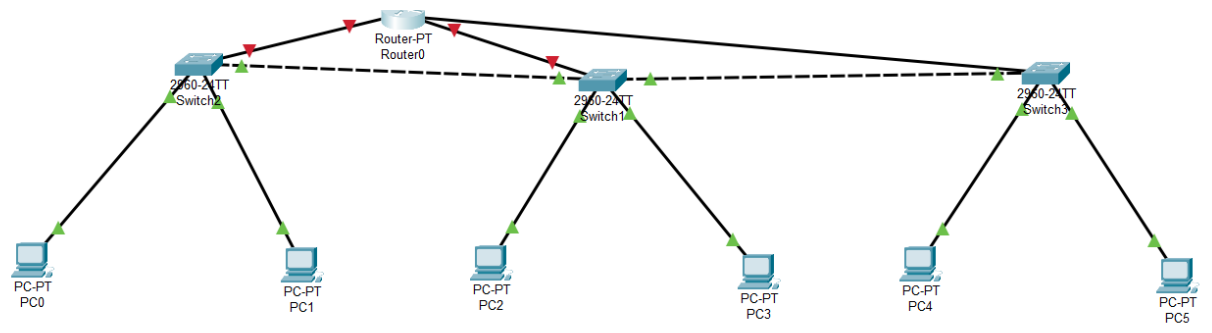 Router-PT
Router0
2960-24TT
Switch2
2960-24TT
Switch1
2960-24TT
Switch3
PC-PT
PC0
PC-PT
PC1
PC-PT
PC2
PC-PT
PC3
PC-PT
PC4
PC-PT
PC5